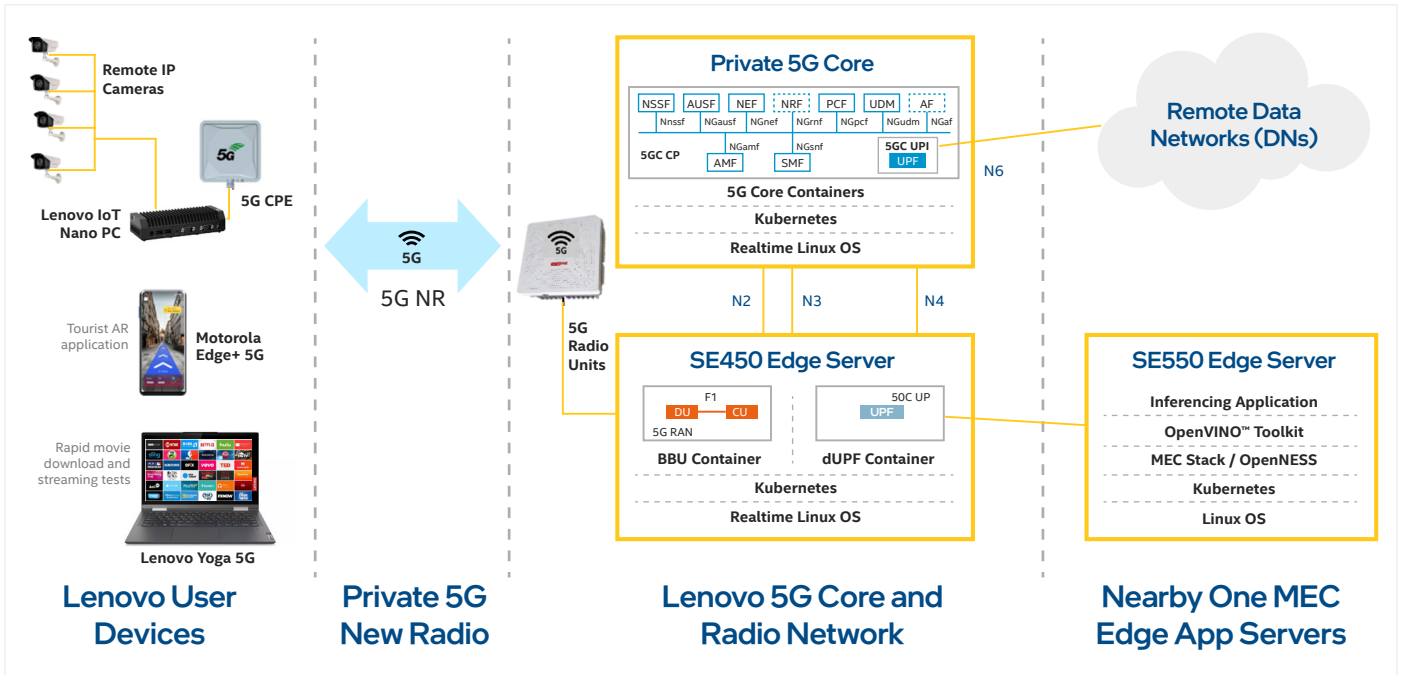 Remote IP
Cameras
5G
5G CPE
Lenovo IoT
Nano PC
Tourist AR
application
Motorola
Edge+ 5G
Rapid movie
download and
streaming tests
Lenovo Yoga 5G
Lenovo User
Devices
5G
5G NR
Private 5G
New Radio
5G
5G
Radio
Units
Private 5G Core
NSSF AUSF NEF NRF PCF UDM AF
Nnssf NGausf NGnef NGrnf NGpcf NGudm NGaf
NGamf NGsnf
5GC CP
AMF SMF
5GC UPI
UPF
5G Core Containers
Kubernetes
Realtime Linux OS
N6
N2 N3 N4
SE450 Edge Server
F1
DU CU
5G RAN
BBU Container
50C UP
UPF
dUPF Container
Kubernetes
Realtime Linux OS
Lenovo 5G Core and
Radio Network
Remote Data
Networks (DNs)
SE550 Edge Server
Inferencing Application
OpenVINO™ Toolkit
MEC Stack / OpenNESS
Kubernetes
Linux OS
Nearby One MEC
Edge App Servers